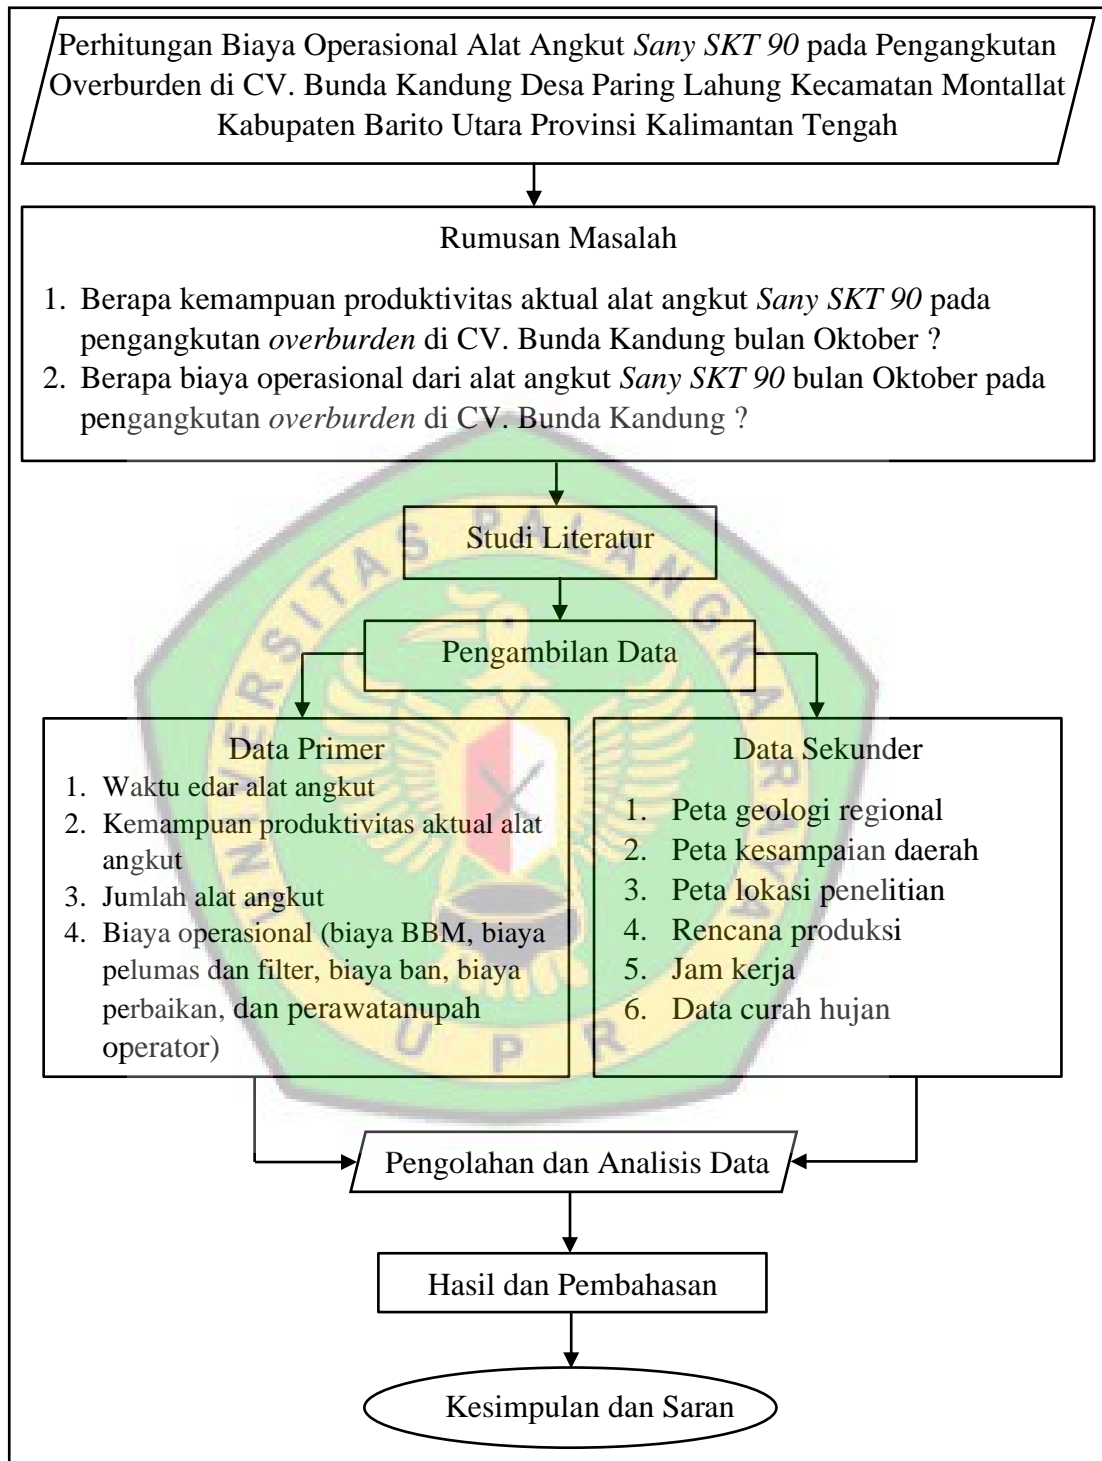 Perhitungan Biaya Operasional Alat Angkut Sany SKT 90 pada Pengangkutan
Overburden di CV. Bunda Kandung Desa Paring Lahung Kecamatan Montallat
Kabupaten Barito Utara Provinsi Kalimantan Tengah
Rumusan Masalah
1. Berapa kemampuan produktivitas aktual alat angkut Sany SKT 90 pada
pengangkutan overburden di CV. Bunda Kandung bulan Oktober ?
2. Berapa biaya operasional dari alat angkut Sany SKT 90 bulan Oktober pada
pengangkutan overburden di CV. Bunda Kandung ?
Studi Literatur
Pengambilan Data
Data Primer
1. Waktu edar alat angkut
2. Kemampuan produktivitas aktual alat
angkut
3. Jumlah alat angkut
4. Biaya operasional (biaya BBM, biaya
pelumas dan filter, biaya ban, biaya
perbaikan, dan perawatanupah
operator)
Data Sekunder
1. Peta geologi regional
2. Peta kesampaian daerah
3. Peta lokasi penelitian
4. Rencana produksi
5. Jam kerja
6. Data curah hujan
Pengolahan dan Analisis Data
Hasil dan Pembahasan
Kesimpulan dan Saran
UNIVERSITAS PALANGKA RAYA
UPR